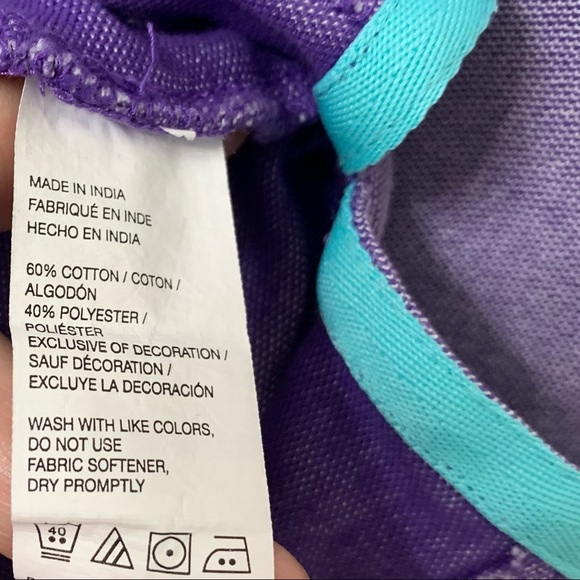 MADE IN INDIA
FABRIQUÉ EN INDE
HECHO EN INDIA
60% COTTON / COTON /
ALGODÓN
40% POLYESTER /
POLIÉSTER
EXCLUSIVE OF DECORATION /
SAUF DÉCORATION /
EXCLUYE LA DECORACIÓN
WASH WITH LIKE COLORS,
DO NOT USE
FABRIC SOFTENER,
DRY PROMPTLY
40